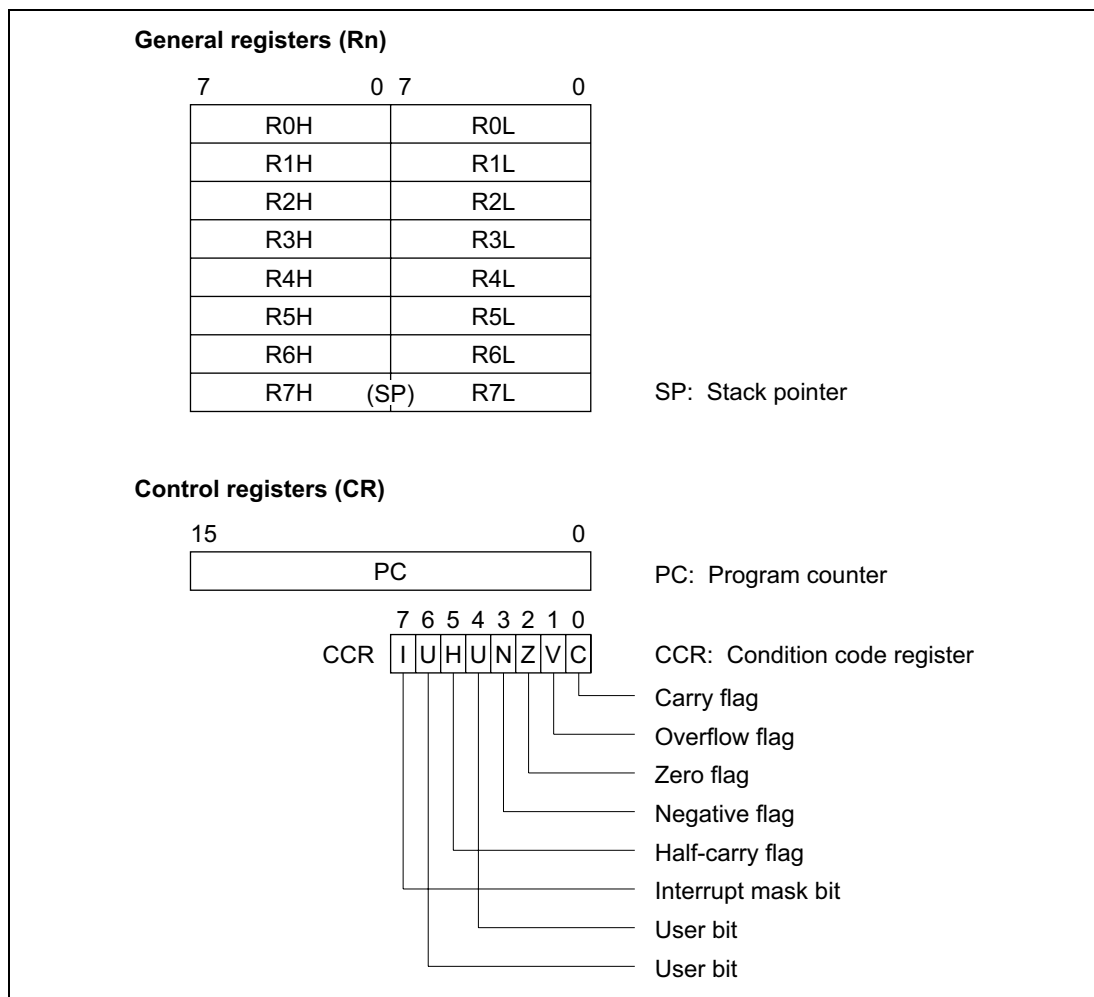 General registers (Rn)
7 0 7 0
R0H R0L
R1H R1L
R2H R2L
R3H R3L
R4H R4L
R5H R5L
R6H R6L
R7H (SP) R7L SP: Stack pointer
Control registers (CR)
15 0
PC PC: Program counter
7 6 5 4 3 2 1 0
CCR I U H U N Z V C CCR: Condition code register
Carry flag
Overflow flag
Zero flag
Negative flag
Half-carry flag
Interrupt mask bit
User bit
User bit